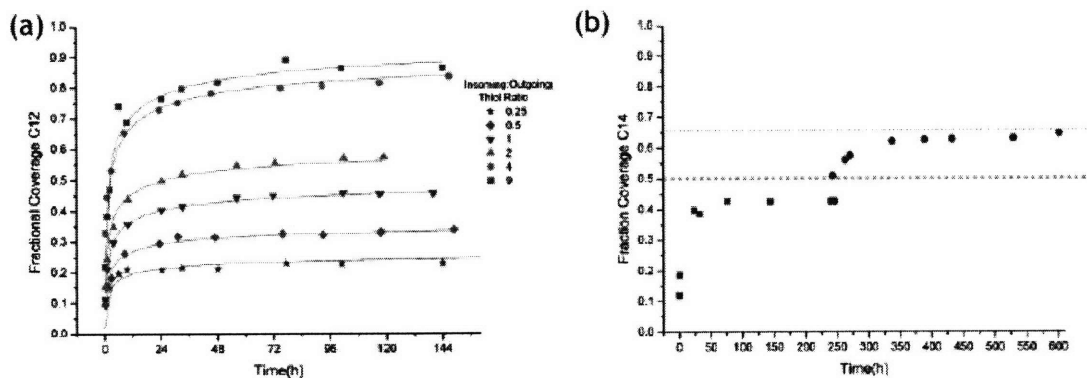 (a)
1.0
0.9
0.8
0.7
0.6
0.5
0.4
0.3
0.2
0.1
0.0
Fractional Coverage C12
0 24 48 72 96 120 144
Time[h]
Incoming:Outgoing
Thiol Ratio
0.25
0.5
1
2
4
9
(b)
1.0
0.9
0.8
0.7
0.6
0.5
0.4
0.3
0.2
0.1
0.0
Fraction Coverage C14
0 50 100 150 200 250 300 350 400 450 500 550 600
Time[h]